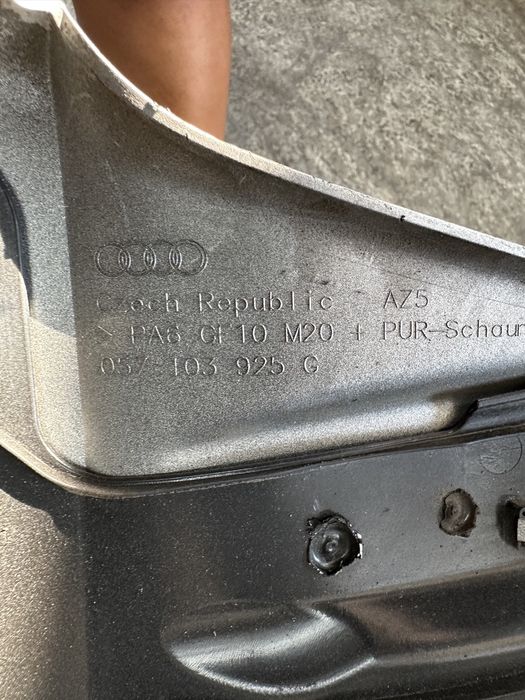 Czech Republic AZ5
> PA6 GF10 M20 + PUR-Schaum
057 103 925 G